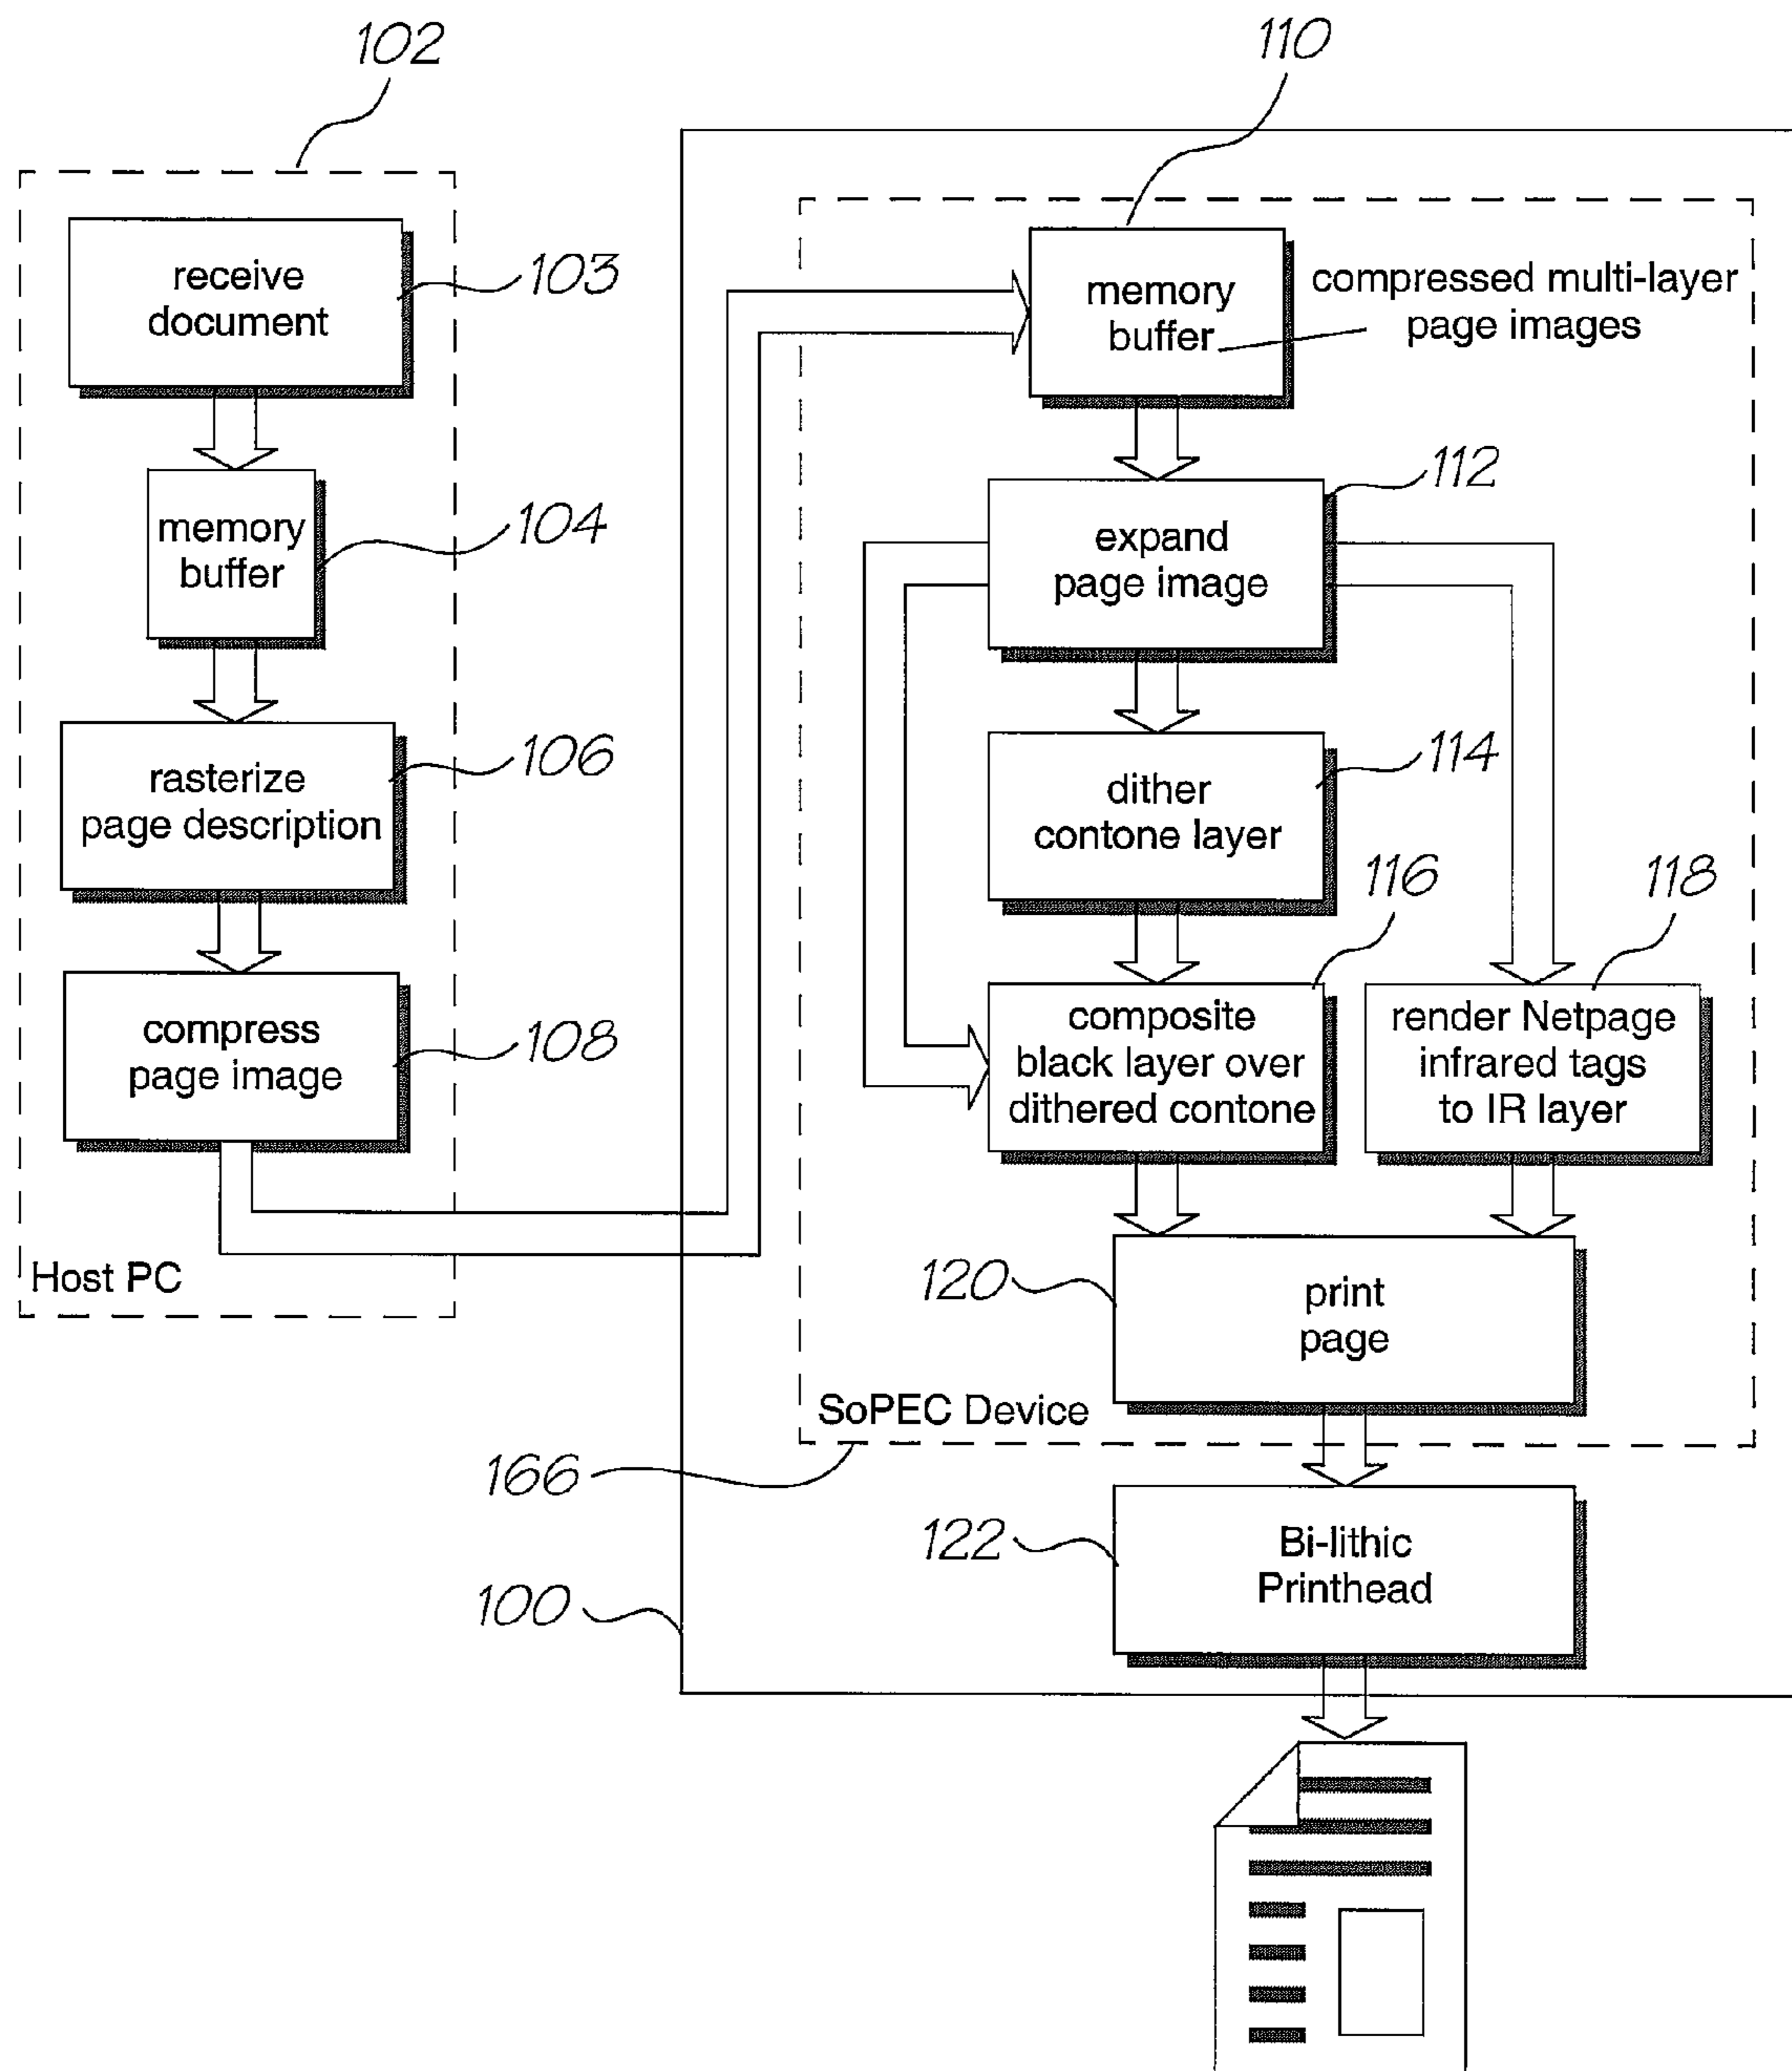 102
110
receive
document
103
memory
buffer
compressed multi-layer
page images
memory
buffer
104
expand
page image
112
rasterize
page description
106
dither
contone layer
114
compress
page image
108
composite
black layer over
dithered contone
116
render Netpage
infrared tags
to IR layer
118
Host PC
print
page
120
SoPEC Device
166
Bi-lithic
Printhead
122
100